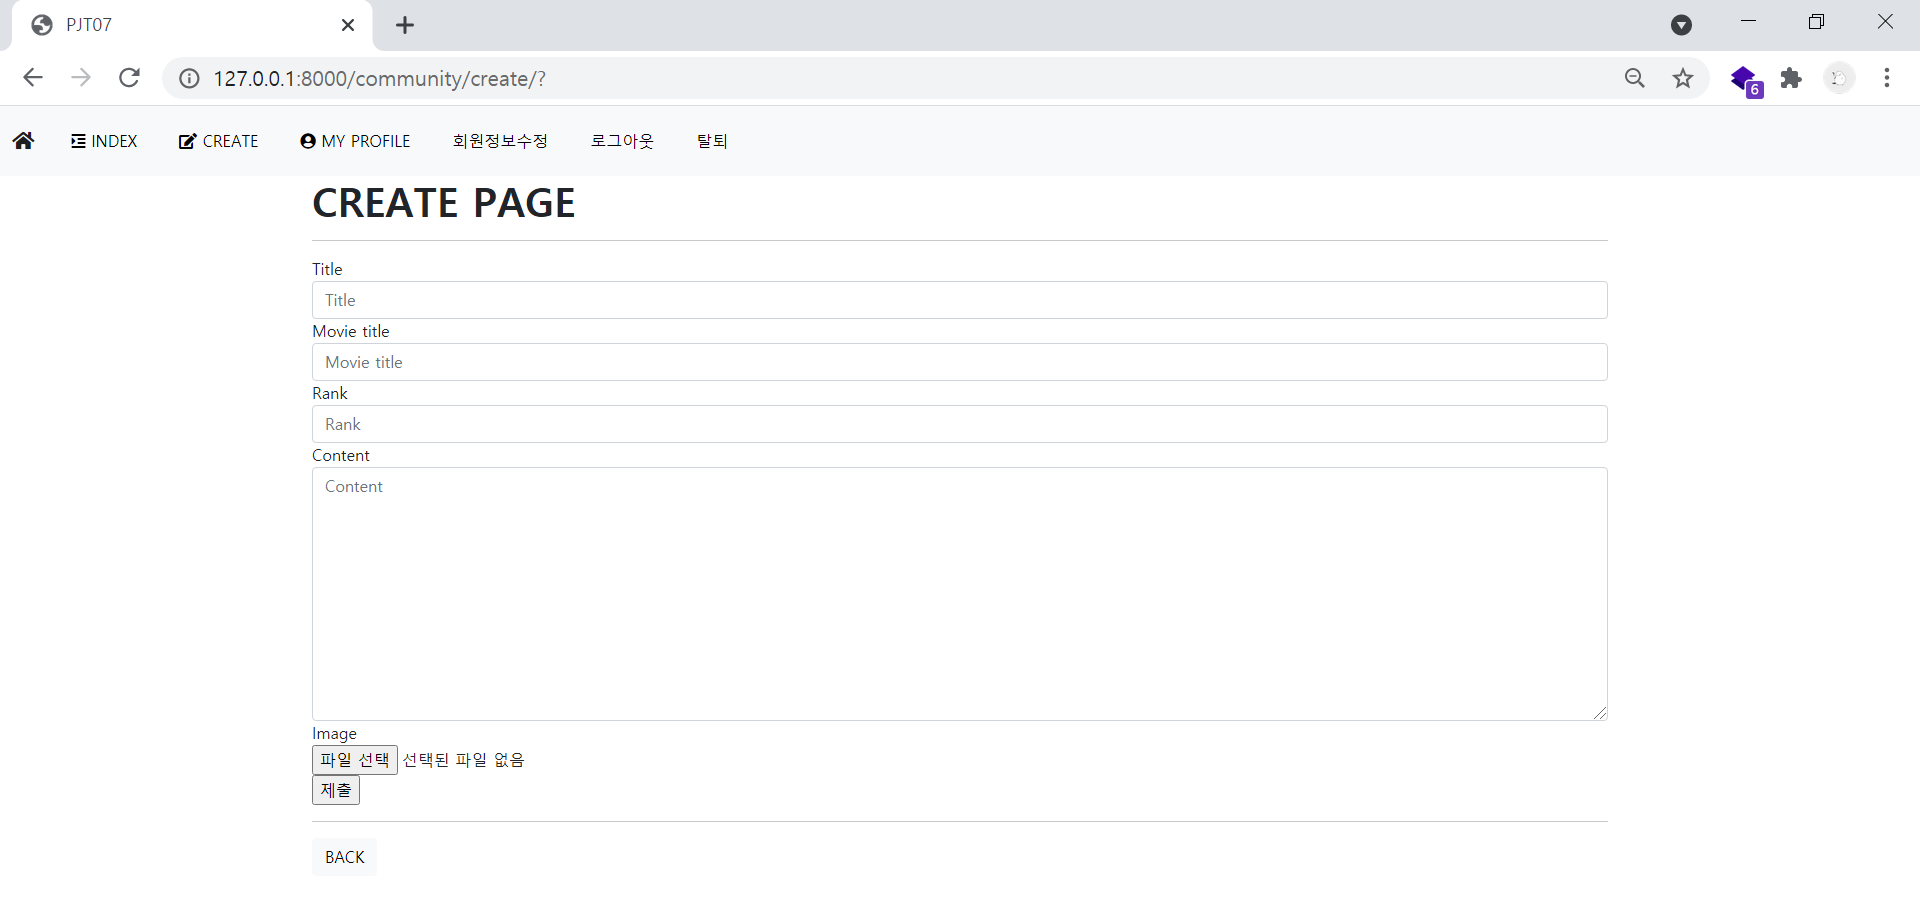 PJT07
127.0.0.1:8000/community/create/?
6
INDEX CREATE MY PROFILE 회원정보수정 로그아웃 탈퇴
CREATE PAGE
Title
Title
Movie title
Movie title
Rank
Rank
Content
Content
Image
파일 선택 선택된 파일 없음
제출
BACK